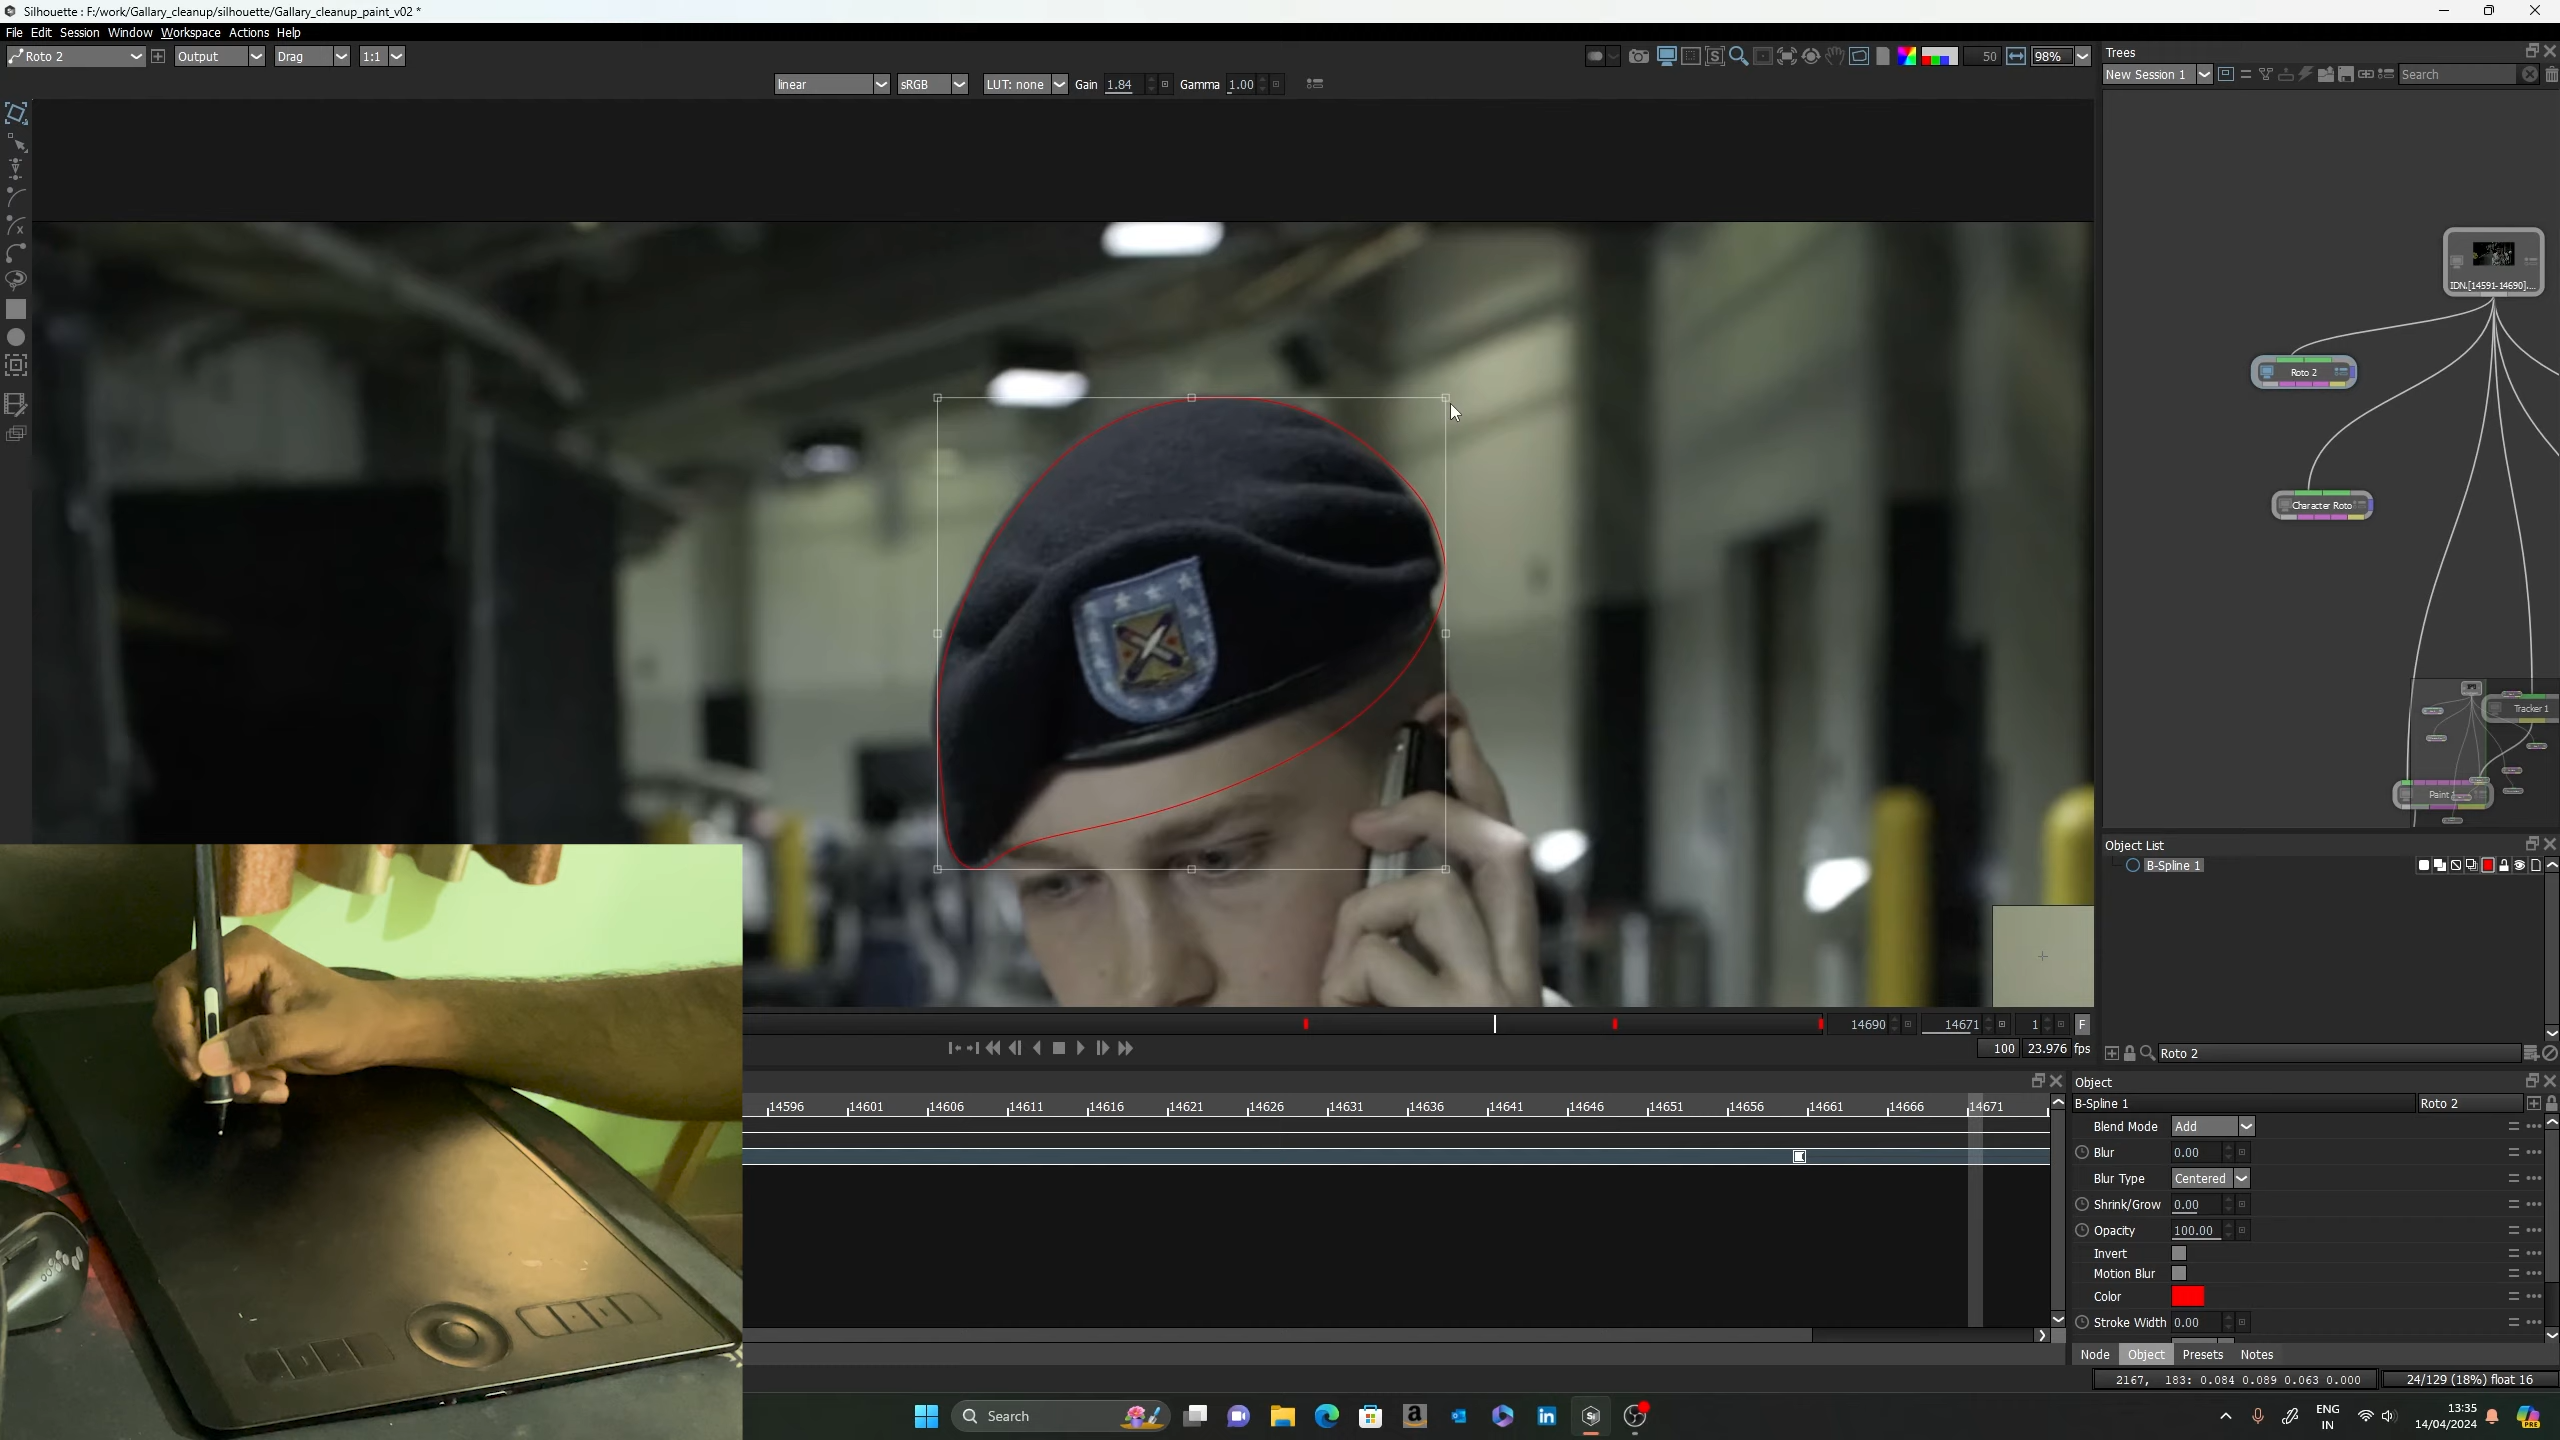 Silhouette : F:/work/Gallary_cleanup/silhouette/Gallary_cleanup_paint_v02 *
File Edit Session Window Workspace Actions Help
Roto 2 Output Drag 1:1 50 98%
linear sRGB LUT: none Gain 1.84 Gamma 1.00
Trees
New Session 1 Search
IDN.[14591-14690]....
Roto 2
Character Roto
Tracker 1
Paint
Object List
B-Spline 1
Roto 2
14690 14671 1 F
100 23.976 fps
14596 14601 14606 14611 14616 14621 14626 14631 14636 14641 14646 14651 14656 14661 14666 14671
Object
B-Spline 1 Roto 2
Blend Mode Add
Blur 0.00
Blur Type Centered
Shrink/Grow 0.00
Opacity 100.00
Invert
Motion Blur
Color
Stroke Width 0.00
Node Object Presets Notes
2167, 183: 0.084 0.089 0.063 0.000 24/129 (18%) float 16
Search
ENG
IN
13:35
14/04/2024
PRE